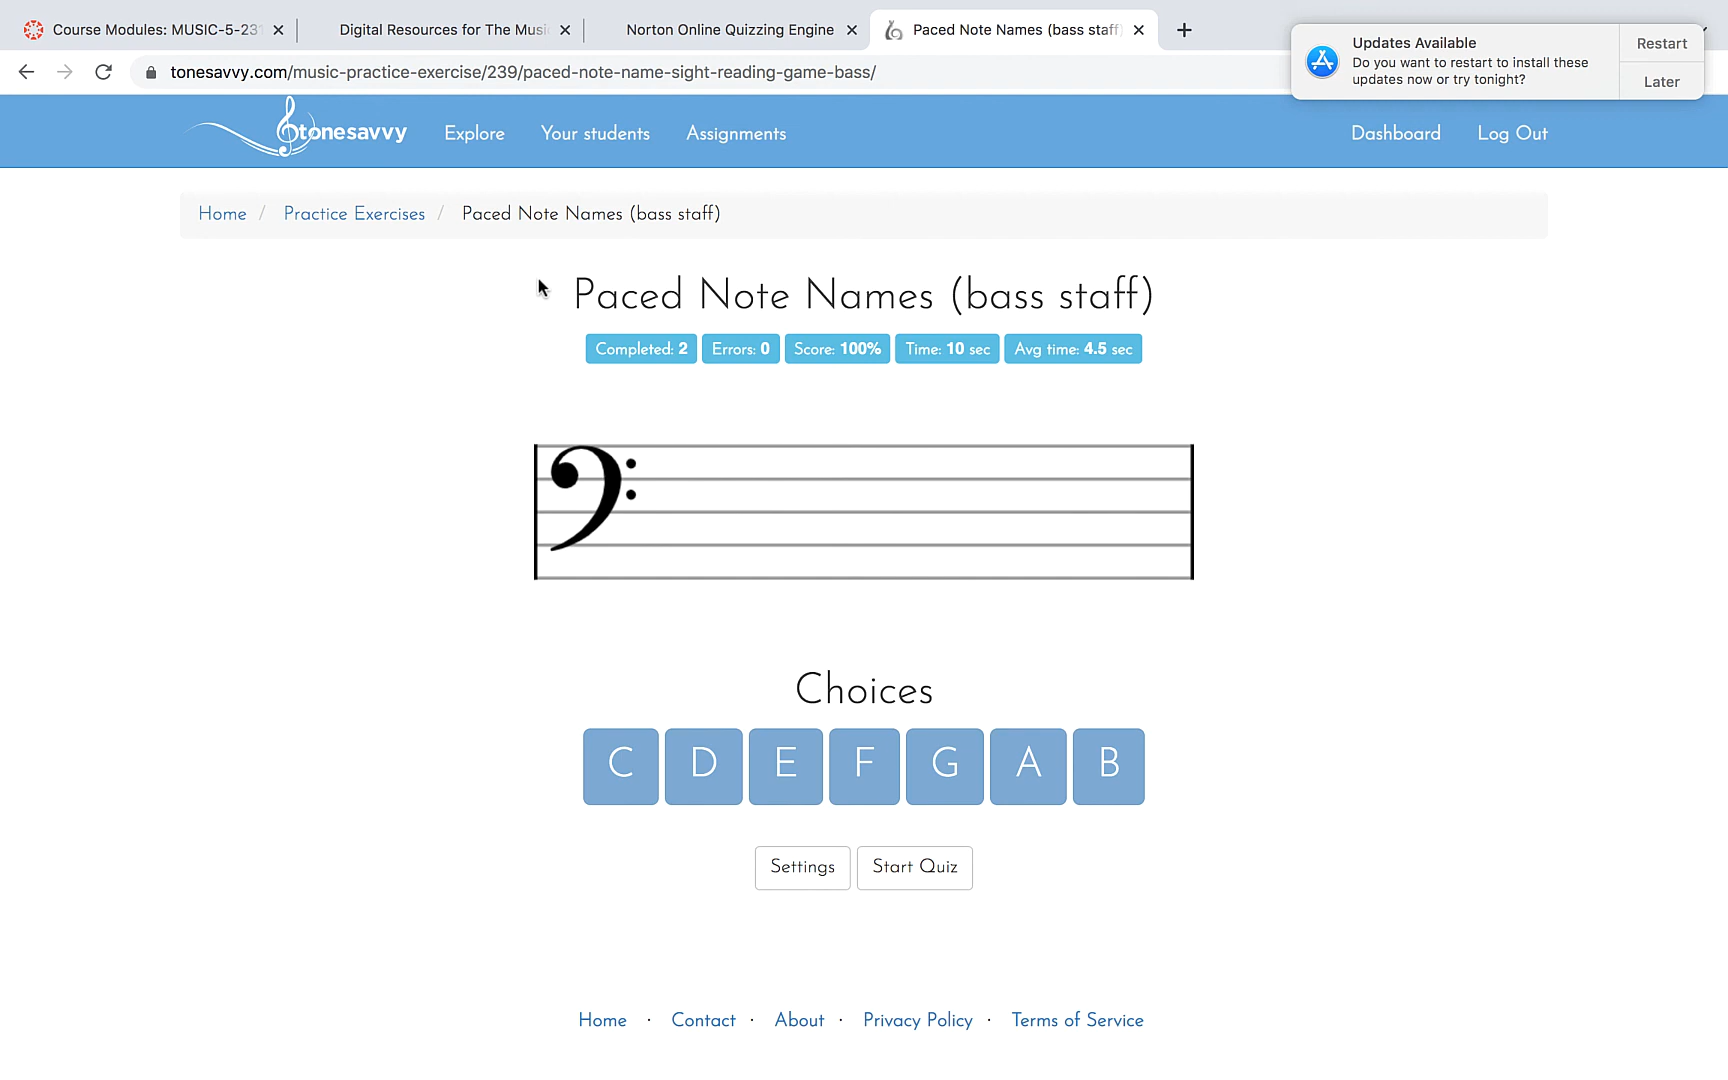 Course Modules: MUSIC-5-231
Digital Resources for The Musi
Norton Online Quizzing Engine
Paced Note Names (bass staff)
Updates Available
Do you want to restart to install these
updates now or try tonight?
Restart
Later
tonesavvy.com/music-practice-exercise/239/paced-note-name-sight-reading-game-bass/
tonesavvy
Explore
Your students
Assignments
Dashboard
Log Out
Home / Practice Exercises / Paced Note Names (bass staff)
Paced Note Names (bass staff)
Completed: 2
Errors: 0
Score: 100%
Time: 10 sec
Avg time: 4.5 sec
Choices
C D E F G A B
Settings
Start Quiz
Home · Contact · About · Privacy Policy · Terms of Service